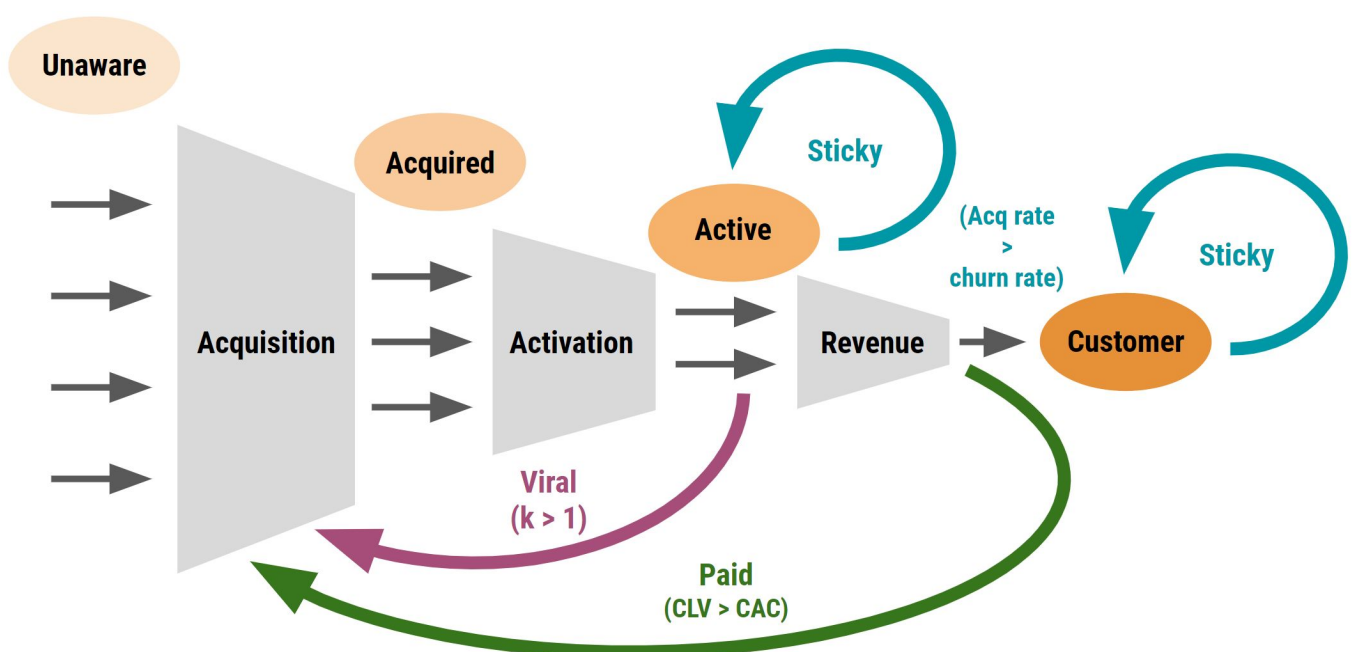 Unaware
Acquired
Sticky
Active
(Acq rate
>
churn rate)
Sticky
Acquisition
Activation
Revenue
Customer
Viral
(k > 1)
Paid
(CLV > CAC)